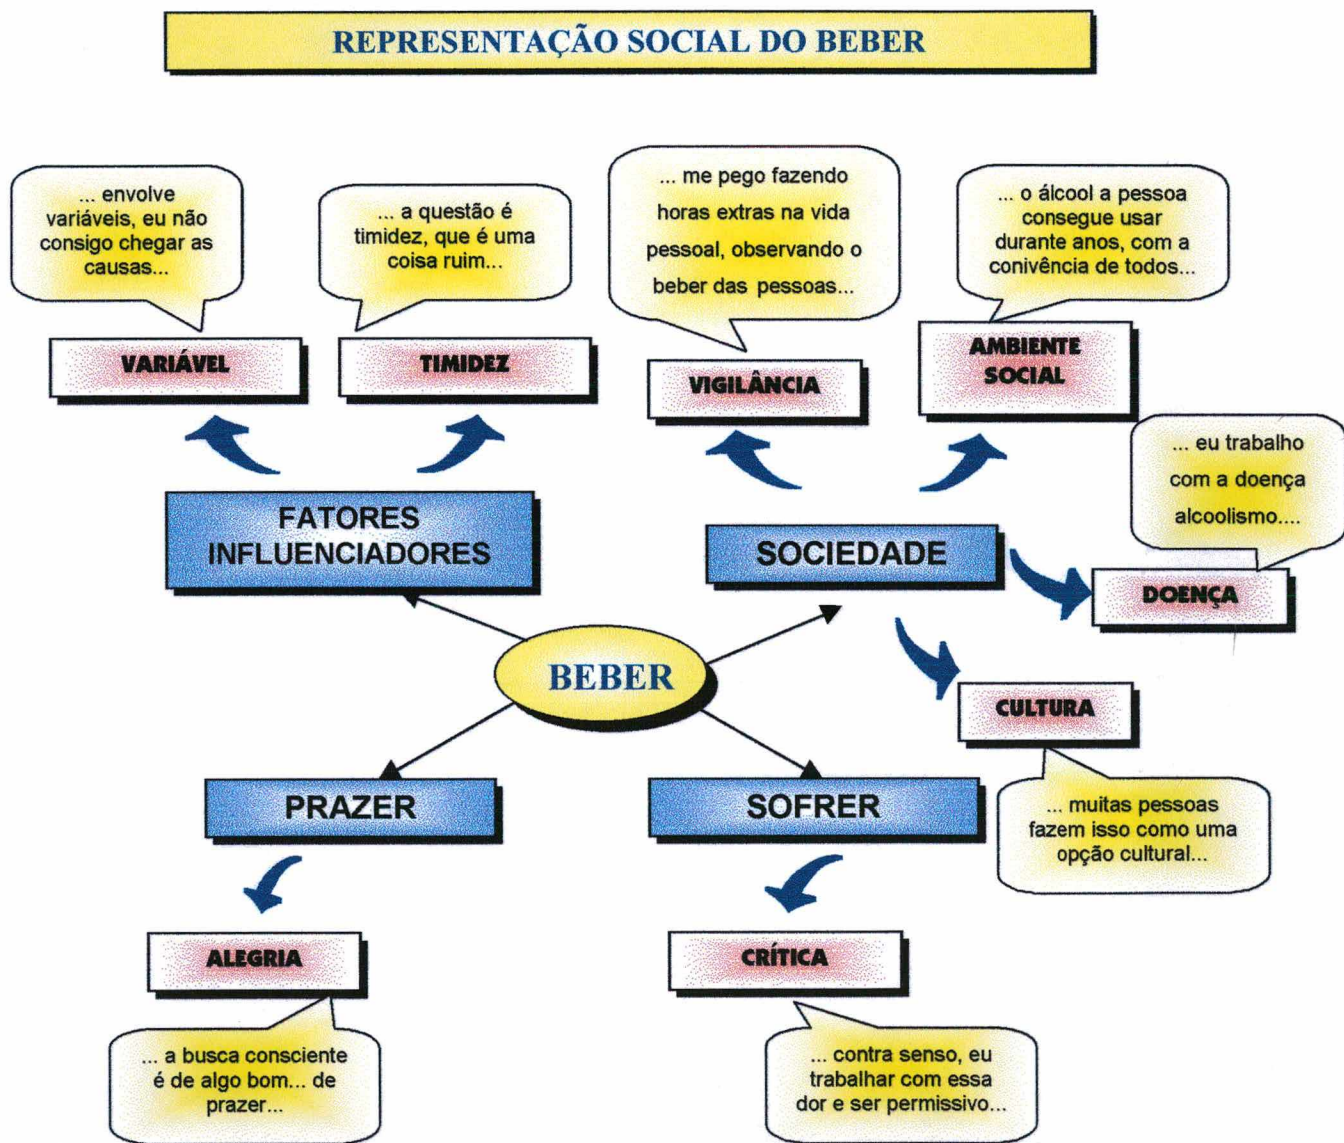 REPRESENTAÇÃO SOCIAL DO BEBER
... envolve
variáveis, eu não
consigo chegar as
causas...
... a questão é
timidez, que é uma
coisa ruim...
... me pego fazendo
horas extras na vida
pessoal, observando o
beber das pessoas...
... o álcool a pessoa
consegue usar
durante anos, com a
conivência de todos...
VARIÁVEL
TIMIDEZ
VIGILÂNCIA
AMBIENTE
SOCIAL
... eu trabalho
com a doença
alcoolismo....
FATORES
INFLUENCIADORES
SOCIEDADE
DOENÇA
BEBER
CULTURA
... muitas pessoas
fazem isso como uma
opção cultural...
PRAZER
SOFRER
ALEGRIA
CRÍTICA
... a busca consciente
é de algo bom... de
prazer...
... contra senso, eu
trabalhar com essa
dor e ser permissivo...